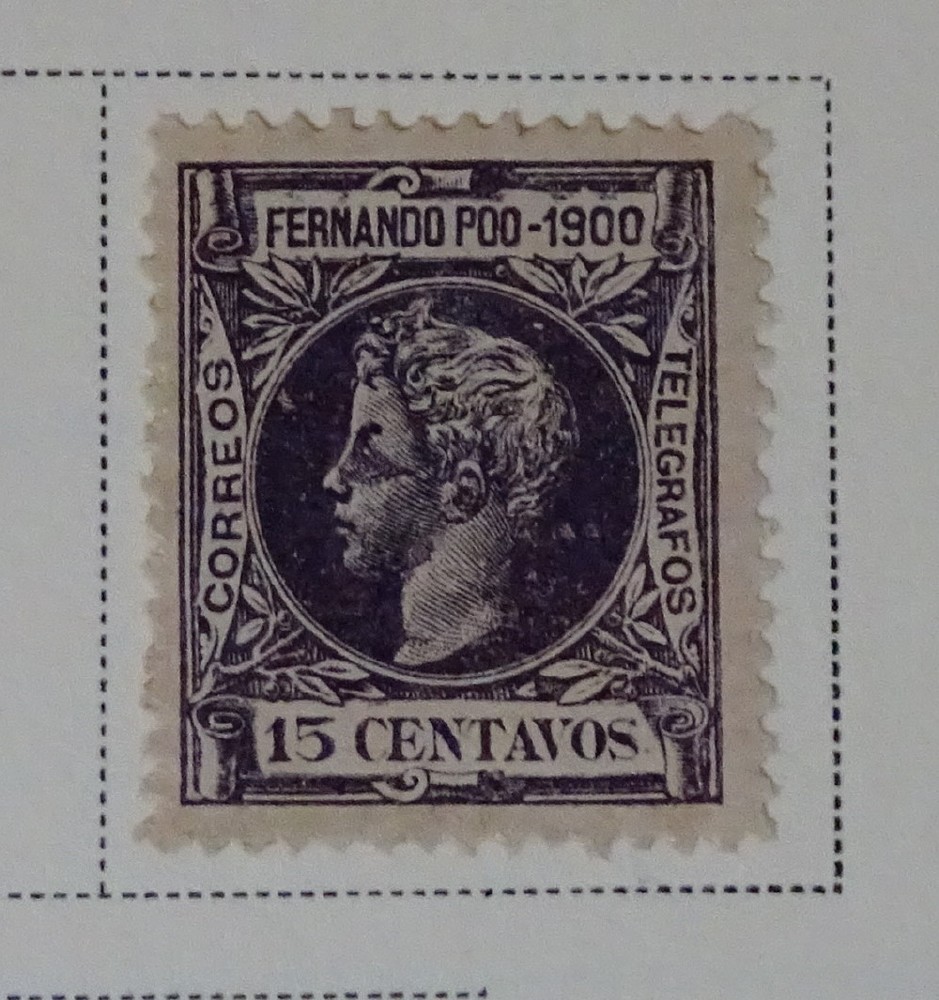 FERNANDO POO-1900
CORREOS
TELEGRAFOS
15 CENTAVOS